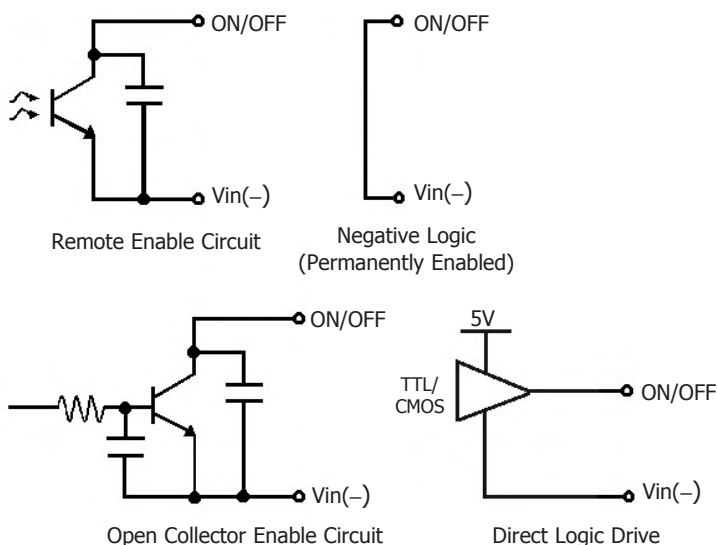 ON/OFF
Vin(−)
Remote Enable Circuit
ON/OFF
Vin(−)
Negative Logic
(Permanently Enabled)
ON/OFF
Vin(−)
Open Collector Enable Circuit
5V
TTL/
CMOS
ON/OFF
Vin(−)
Direct Logic Drive